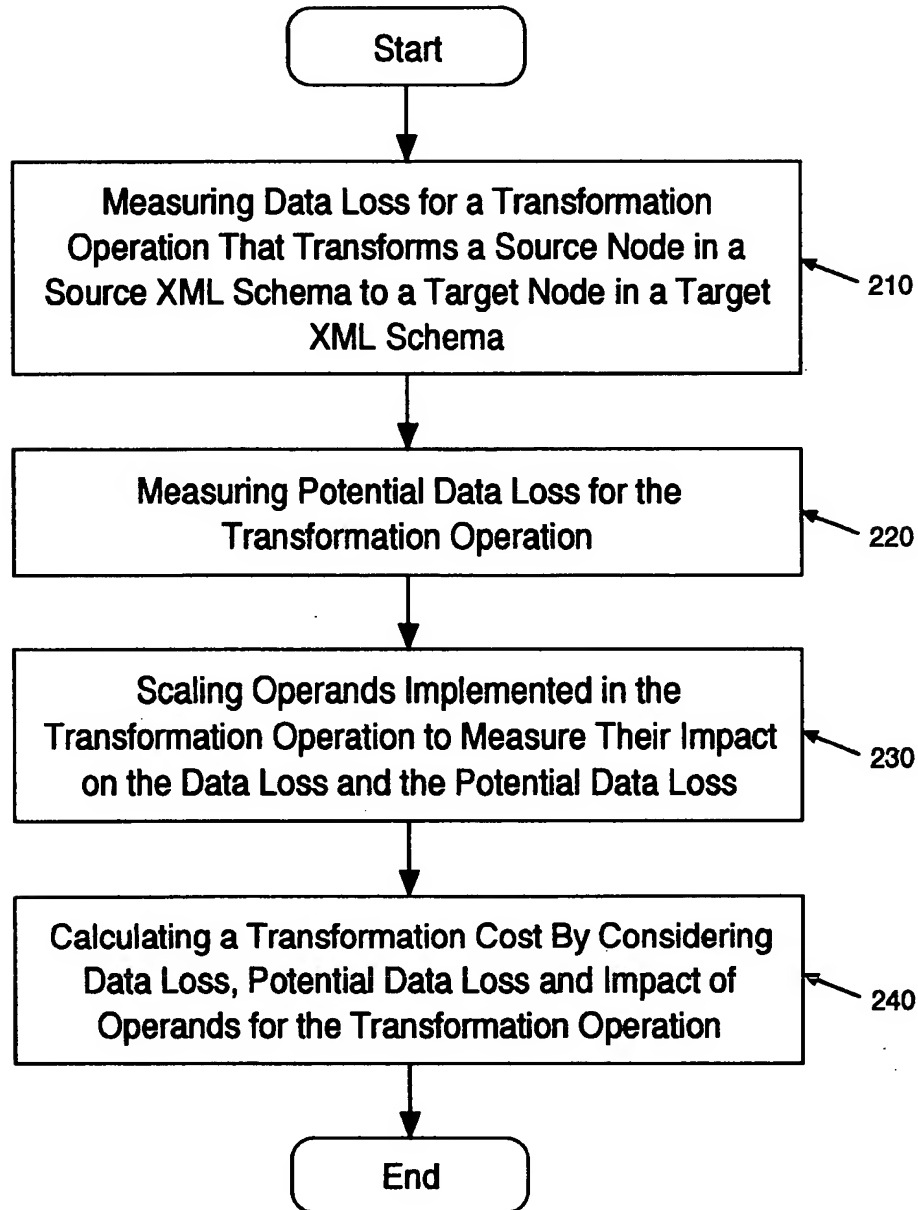 Start
Measuring Data Loss for a Transformation
Operation That Transforms a Source Node in a
Source XML Schema to a Target Node in a Target
XML Schema
210
Measuring Potential Data Loss for the
Transformation Operation
220
Scaling Operands Implemented in the
Transformation Operation to Measure Their Impact
on the Data Loss and the Potential Data Loss
230
Calculating a Transformation Cost By Considering
Data Loss, Potential Data Loss and Impact of
Operands for the Transformation Operation
240
End